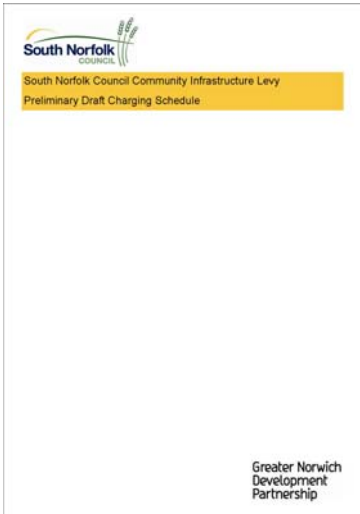 South Norfolk
COUNCIL
South Norfolk Council Community Infrastructure Levy
Preliminary Draft Charging Schedule
Greater Norwich
Development
Partnership